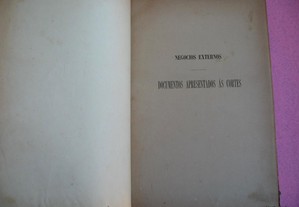 NEGOCIOS EXTERNOS
DOCUMENTOS APRESENTADOS ÁS CORTES